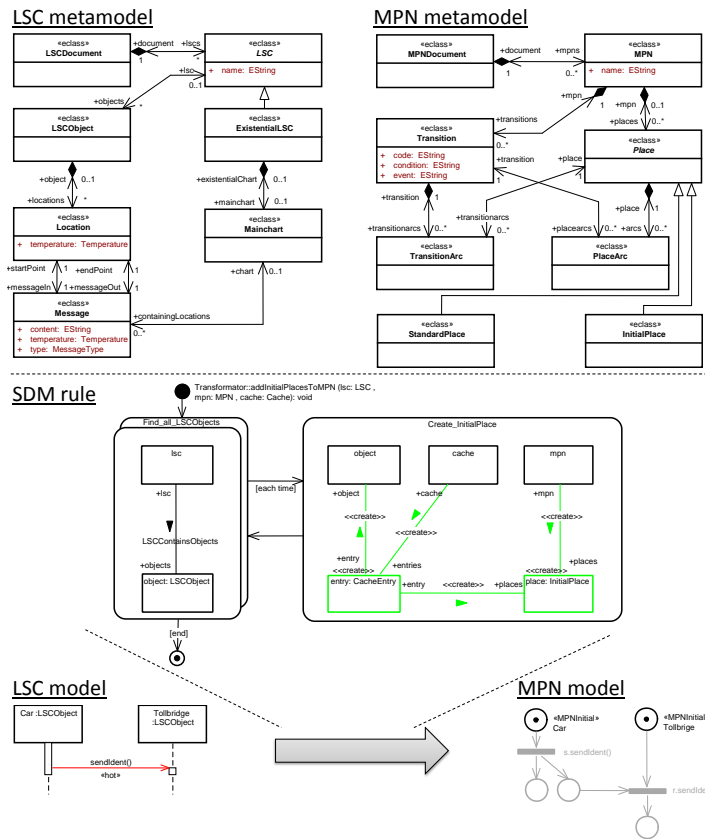 LSC metamodel
MPN metamodel
«eclass»
LSCDocument
+document
1
+lscs
*
«eclass»
LSC
+ name: EString
+lsc
0..1
+objects
*
«eclass»
LSCObject
«eclass»
ExistentialLSC
+object
0..1
+locations
*
+existentialChart
0..1
+mainchart
0..1
«eclass»
Location
+ temperature: Temperature
«eclass»
Mainchart
+startPoint
1
+endPoint
1
+messageIn
1
+messageOut
1
+chart
0..1
«eclass»
Message
+ content: EString
+ temperature: Temperature
+ type: MessageType
+containingLocations
0..*
«eclass»
MPNDocument
+document
1
+mpns
0..*
«eclass»
MPN
+ name: EString
+mpn
1
+mpn
0..1
+transitions
0..*
+places
0..*
«eclass»
Transition
+ code: EString
+ condition: EString
+ event: EString
«eclass»
Place
+transition
1
+place
1
+transition
1
+place
1
+transitionarcs
0..*
+transitionarcs
0..*
+placearcs
0..*
+arcs
0..*
«eclass»
TransitionArc
«eclass»
PlaceArc
«eclass»
StandardPlace
«eclass»
InitialPlace
SDM rule
Transformator::addInitialPlacesToMPN (lsc: LSC ,
mpn: MPN , cache: Cache): void
Find_all_LSCObjects
lsc
+lsc
LSCContainsObjects
+objects
object: LSCObject
[each time]
[end]
Create_InitialPlace
object
cache
mpn
+object
+cache
+mpn
<<create>>
<<create>>
<<create>>
+entry
+entries
+places
<<create>>
<<create>>
entry: CacheEntry
+entry
<<create>>
+places
place: InitialPlace
LSC model
MPN model
Car :LSCObject
Tollbridge
:LSCObject
sendIdent()
«hot»
«MPNInitial»
Car
«MPNInitial
Tollbrige
s.sendIdent()
r.sendIde